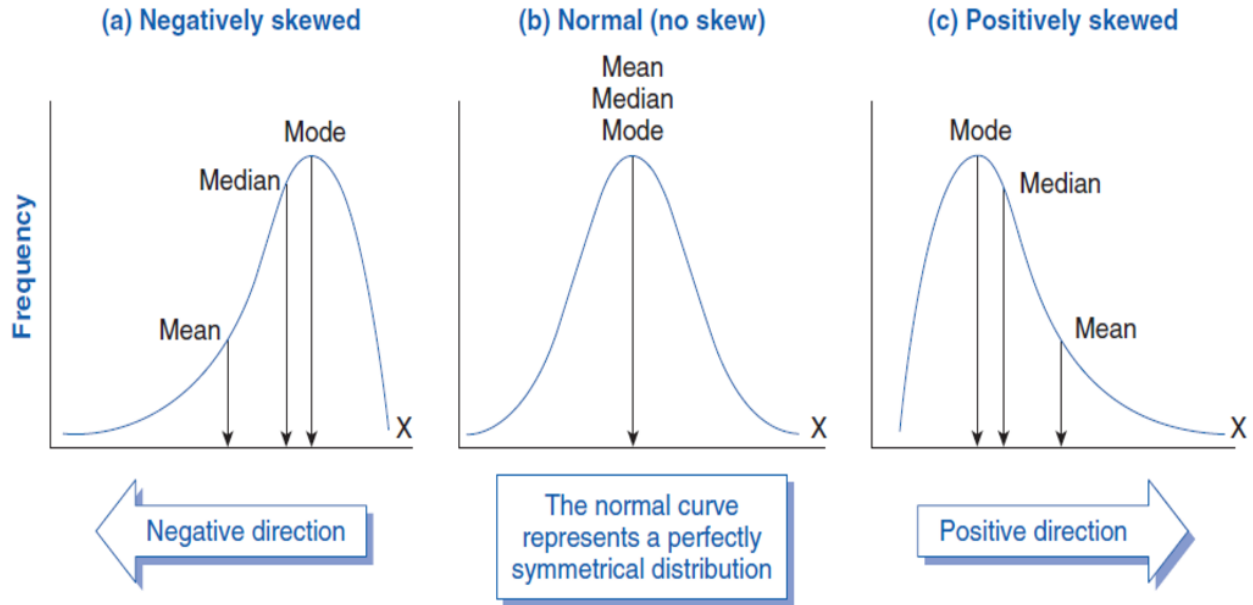 (a) Negatively skewed
(b) Normal (no skew)
(c) Positively skewed
Frequency
Mode
Median
Mean
X
Mean
Median
Mode
X
Mode
Median
Mean
X
Negative direction
The normal curve
represents a perfectly
symmetrical distribution
Positive direction